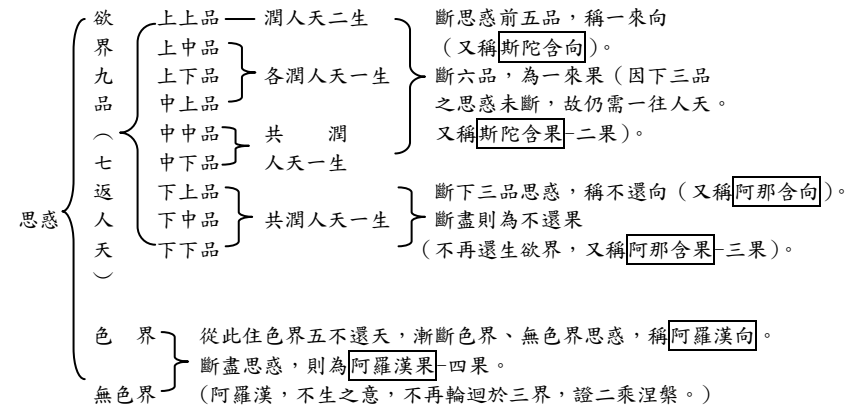 思惑
欲界九品（七返人天）
上上品 潤人天二生
上中品
上下品 各潤人天一生
中上品
中中品 共潤
中下品 人天一生
斷思惑前五品，稱一來向
（又稱斯陀含向）。
斷六品，為一來果（因下三品
之思惑未斷，故仍需一往人天。
又稱斯陀含果-二果）。
下上品
下中品 共潤人天一生
下下品
斷下三品思惑，稱不還向（又稱阿那含向）。
斷盡則為不還果
（不再還生欲界，又稱阿那含果-三果）。
色界
無色界
從此住色界五不還天，漸斷色界、無色界思惑，稱阿羅漢向。
斷盡思惑，則為阿羅漢果-四果。
（阿羅漢，不生之意，不再輪迴於三界，證二乘涅槃。）